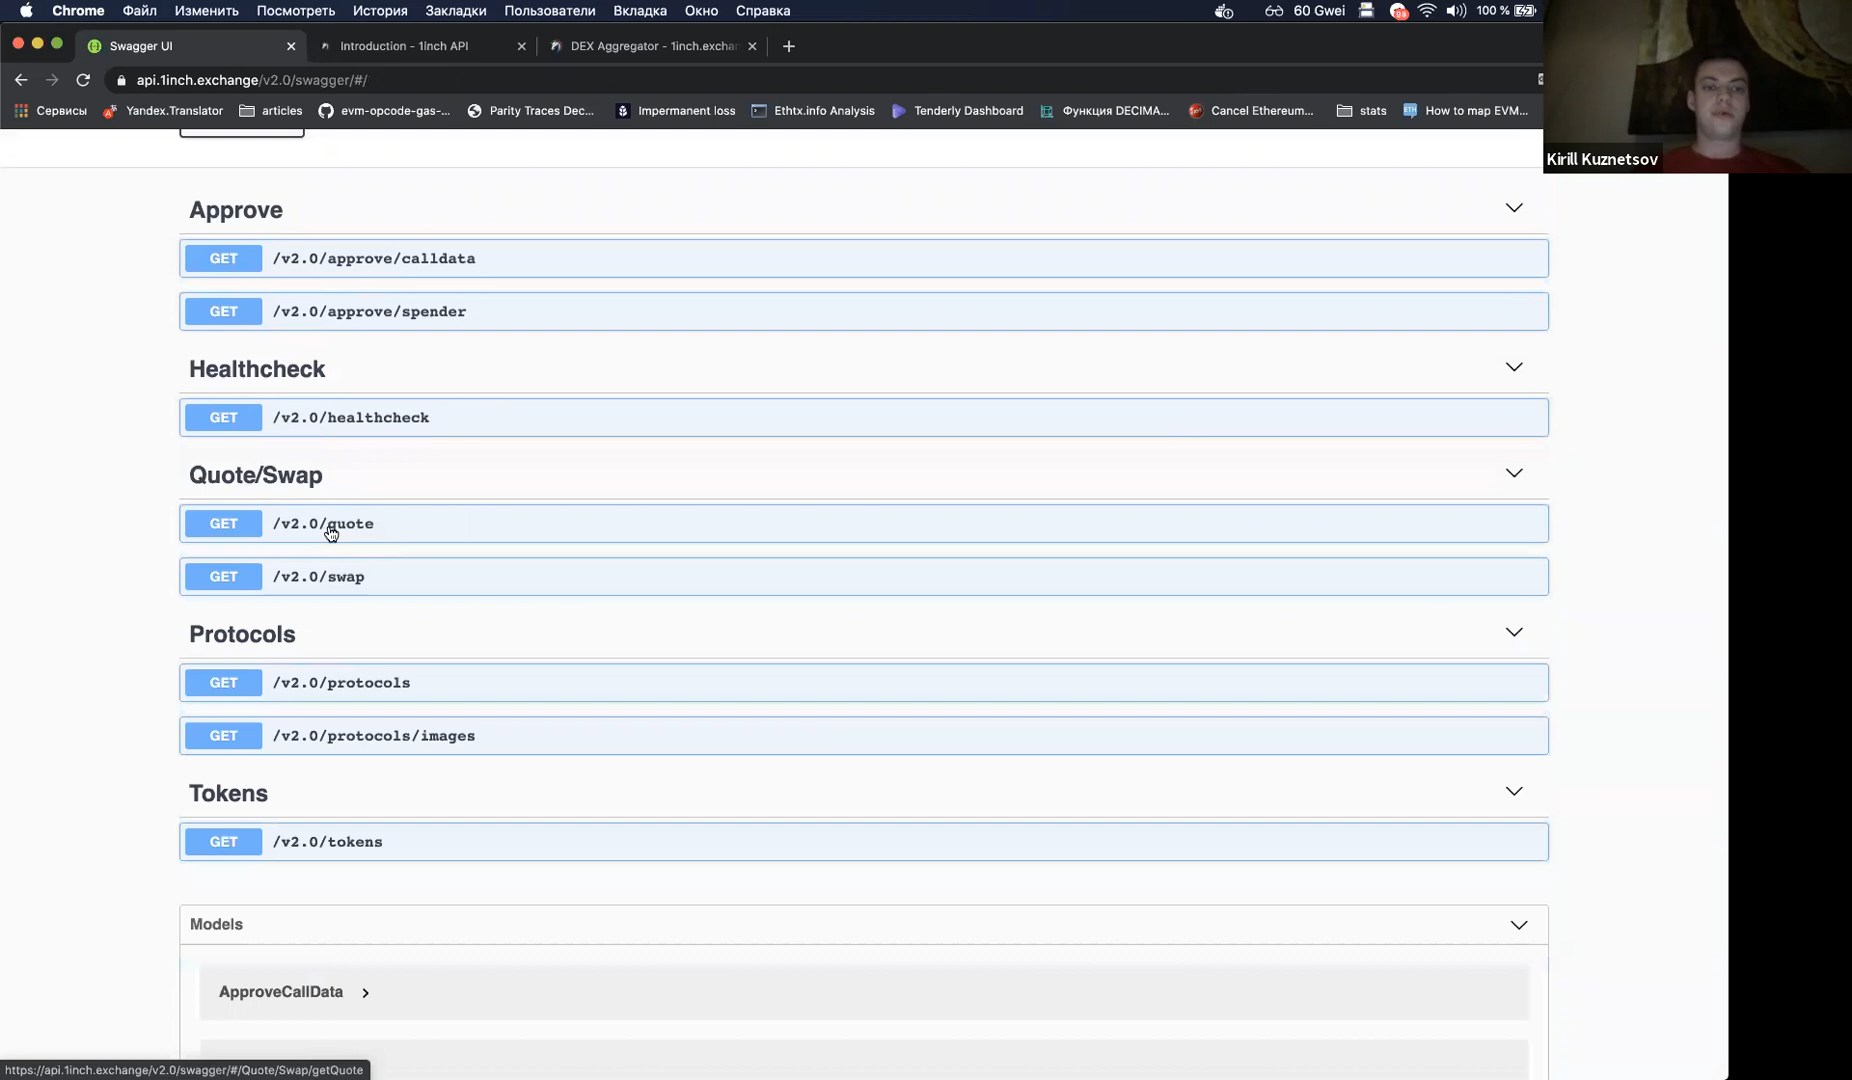 Chrome Файл Изменить Посмотреть История Закладки Пользователи Вкладка Окно Справка 60 Gwei 100 %
Swagger UI Introduction - 1inch API DEX Aggregator - 1inch.exchan
api.1inch.exchange/v2.0/swagger/#/
Сервисы Yandex.Translator articles evm-opcode-gas-... Parity Traces Dec... Impermanent loss Ethtx.info Analysis Tenderly Dashboard Функция DECIMA... Cancel Ethereum... stats How to map EVM...
Kirill Kuznetsov
Approve
GET /v2.0/approve/calldata
GET /v2.0/approve/spender
Healthcheck
GET /v2.0/healthcheck
Quote/Swap
GET /v2.0/quote
GET /v2.0/swap
Protocols
GET /v2.0/protocols
GET /v2.0/protocols/images
Tokens
GET /v2.0/tokens
Models
ApproveCallData
https://api.1inch.exchange/v2.0/swagger/#/Quote/Swap/getQuote